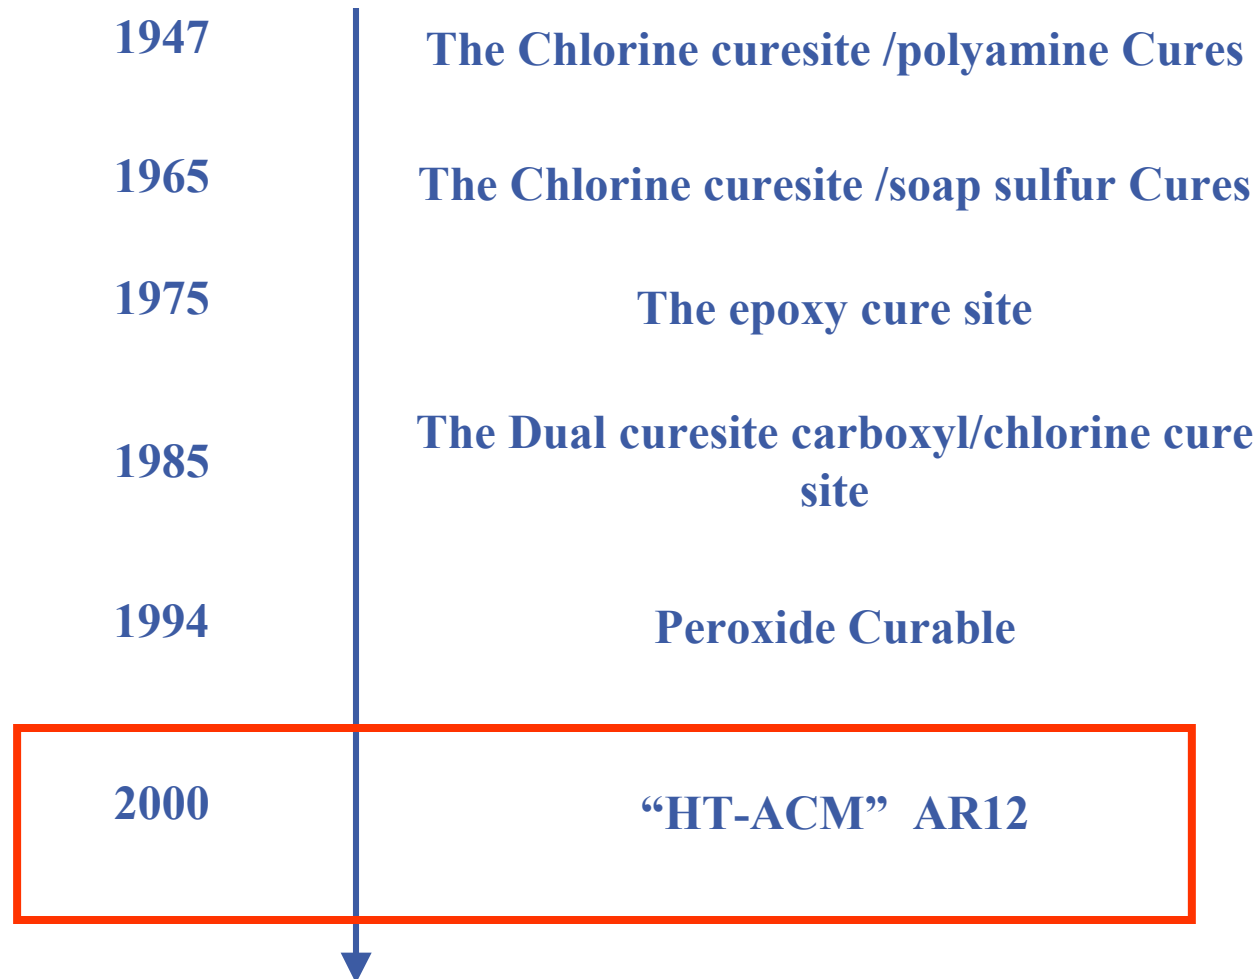 1947
The Chlorine curesite /polyamine Cures
1965
The Chlorine curesite /soap sulfur Cures
1975
The epoxy cure site
1985
The Dual curesite carboxyl/chlorine cure
site
1994
Peroxide Curable
2000
“HT-ACM” AR12